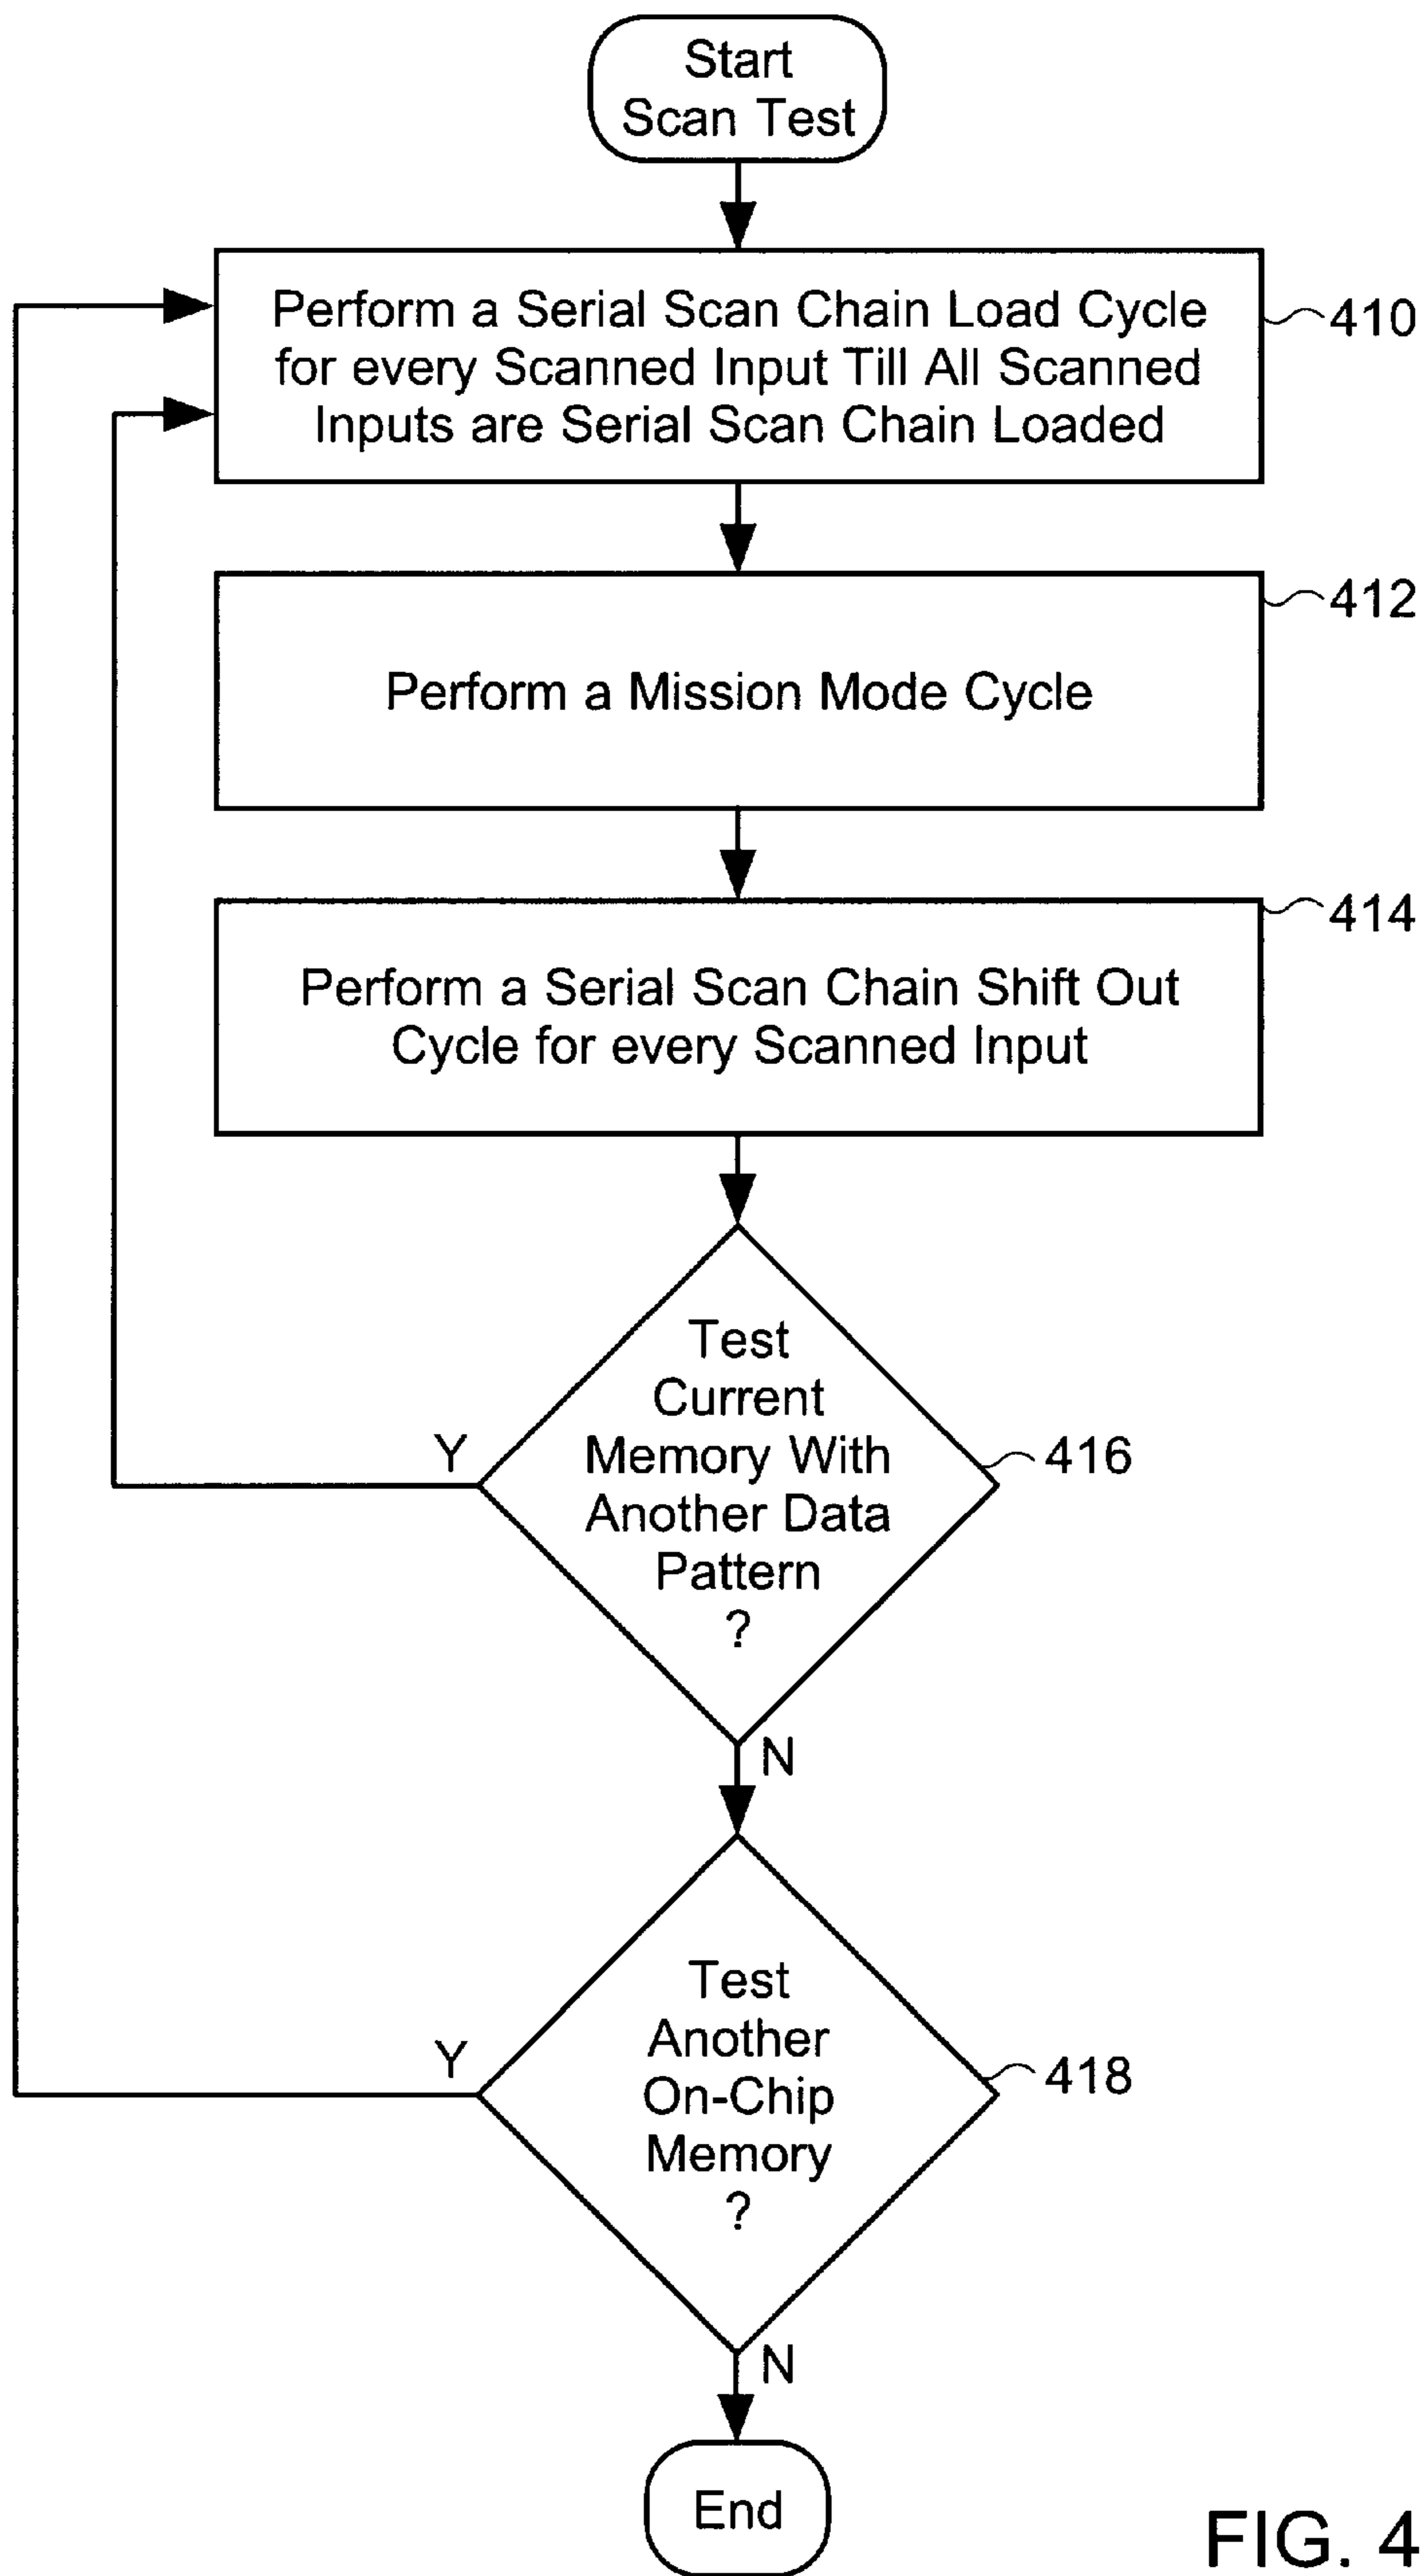 Start
Scan Test
Perform a Serial Scan Chain Load Cycle
for every Scanned Input Till All Scanned
Inputs are Serial Scan Chain Loaded
410
Perform a Mission Mode Cycle
412
Perform a Serial Scan Chain Shift Out
Cycle for every Scanned Input
414
Test
Current
Memory With
Another Data
Pattern
?
Y
416
N
Test
Another
On-Chip
Memory
?
Y
418
N
End
FIG. 4